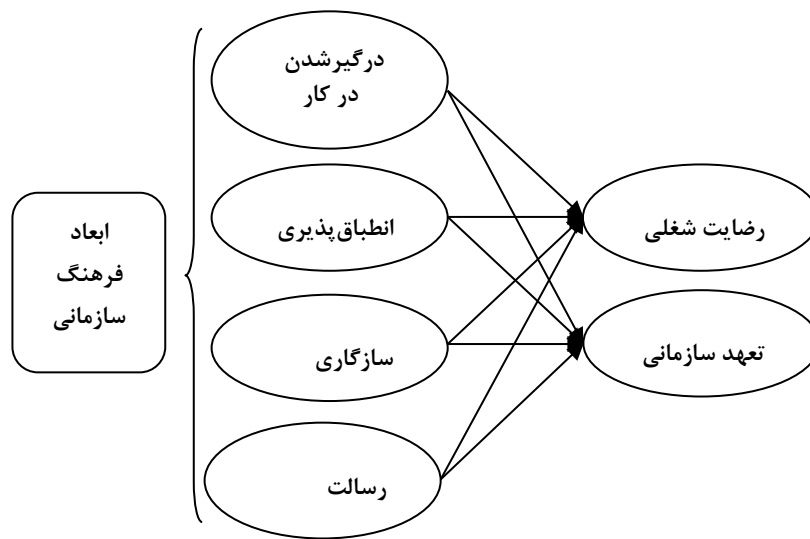 درگیرشدن
در کار
انطباق‌پذیری
سازگاری
رسالت
ابعاد
فرهنگ
سازمانی
رضایت شغلی
تعهد سازمانی